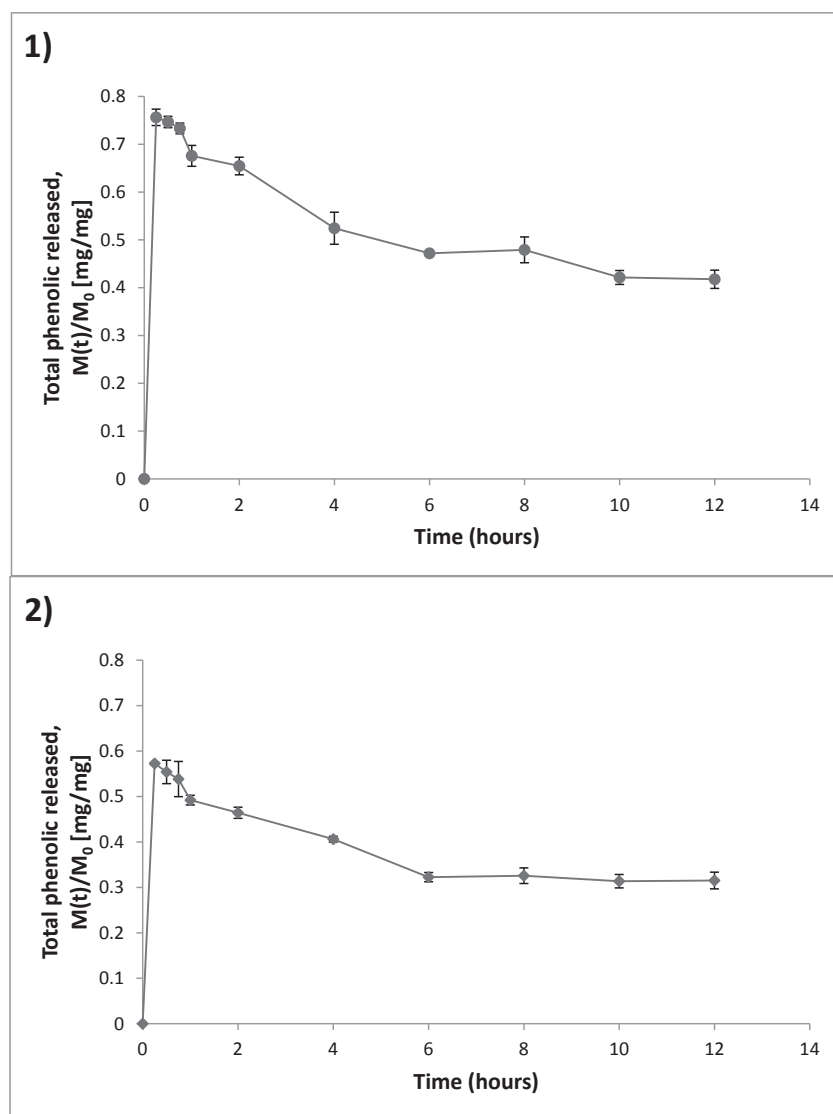 1)
0.8
0.7
0.6
0.5
0.4
0.3
0.2
0.1
0
Total phenolic released,
M(t)/M₀ [mg/mg]
0 2 4 6 8 10 12 14
Time (hours)
2)
0.8
0.7
0.6
0.5
0.4
0.3
0.2
0.1
0
Total phenolic released,
M(t)/M₀ [mg/mg]
0 2 4 6 8 10 12 14
Time (hours)